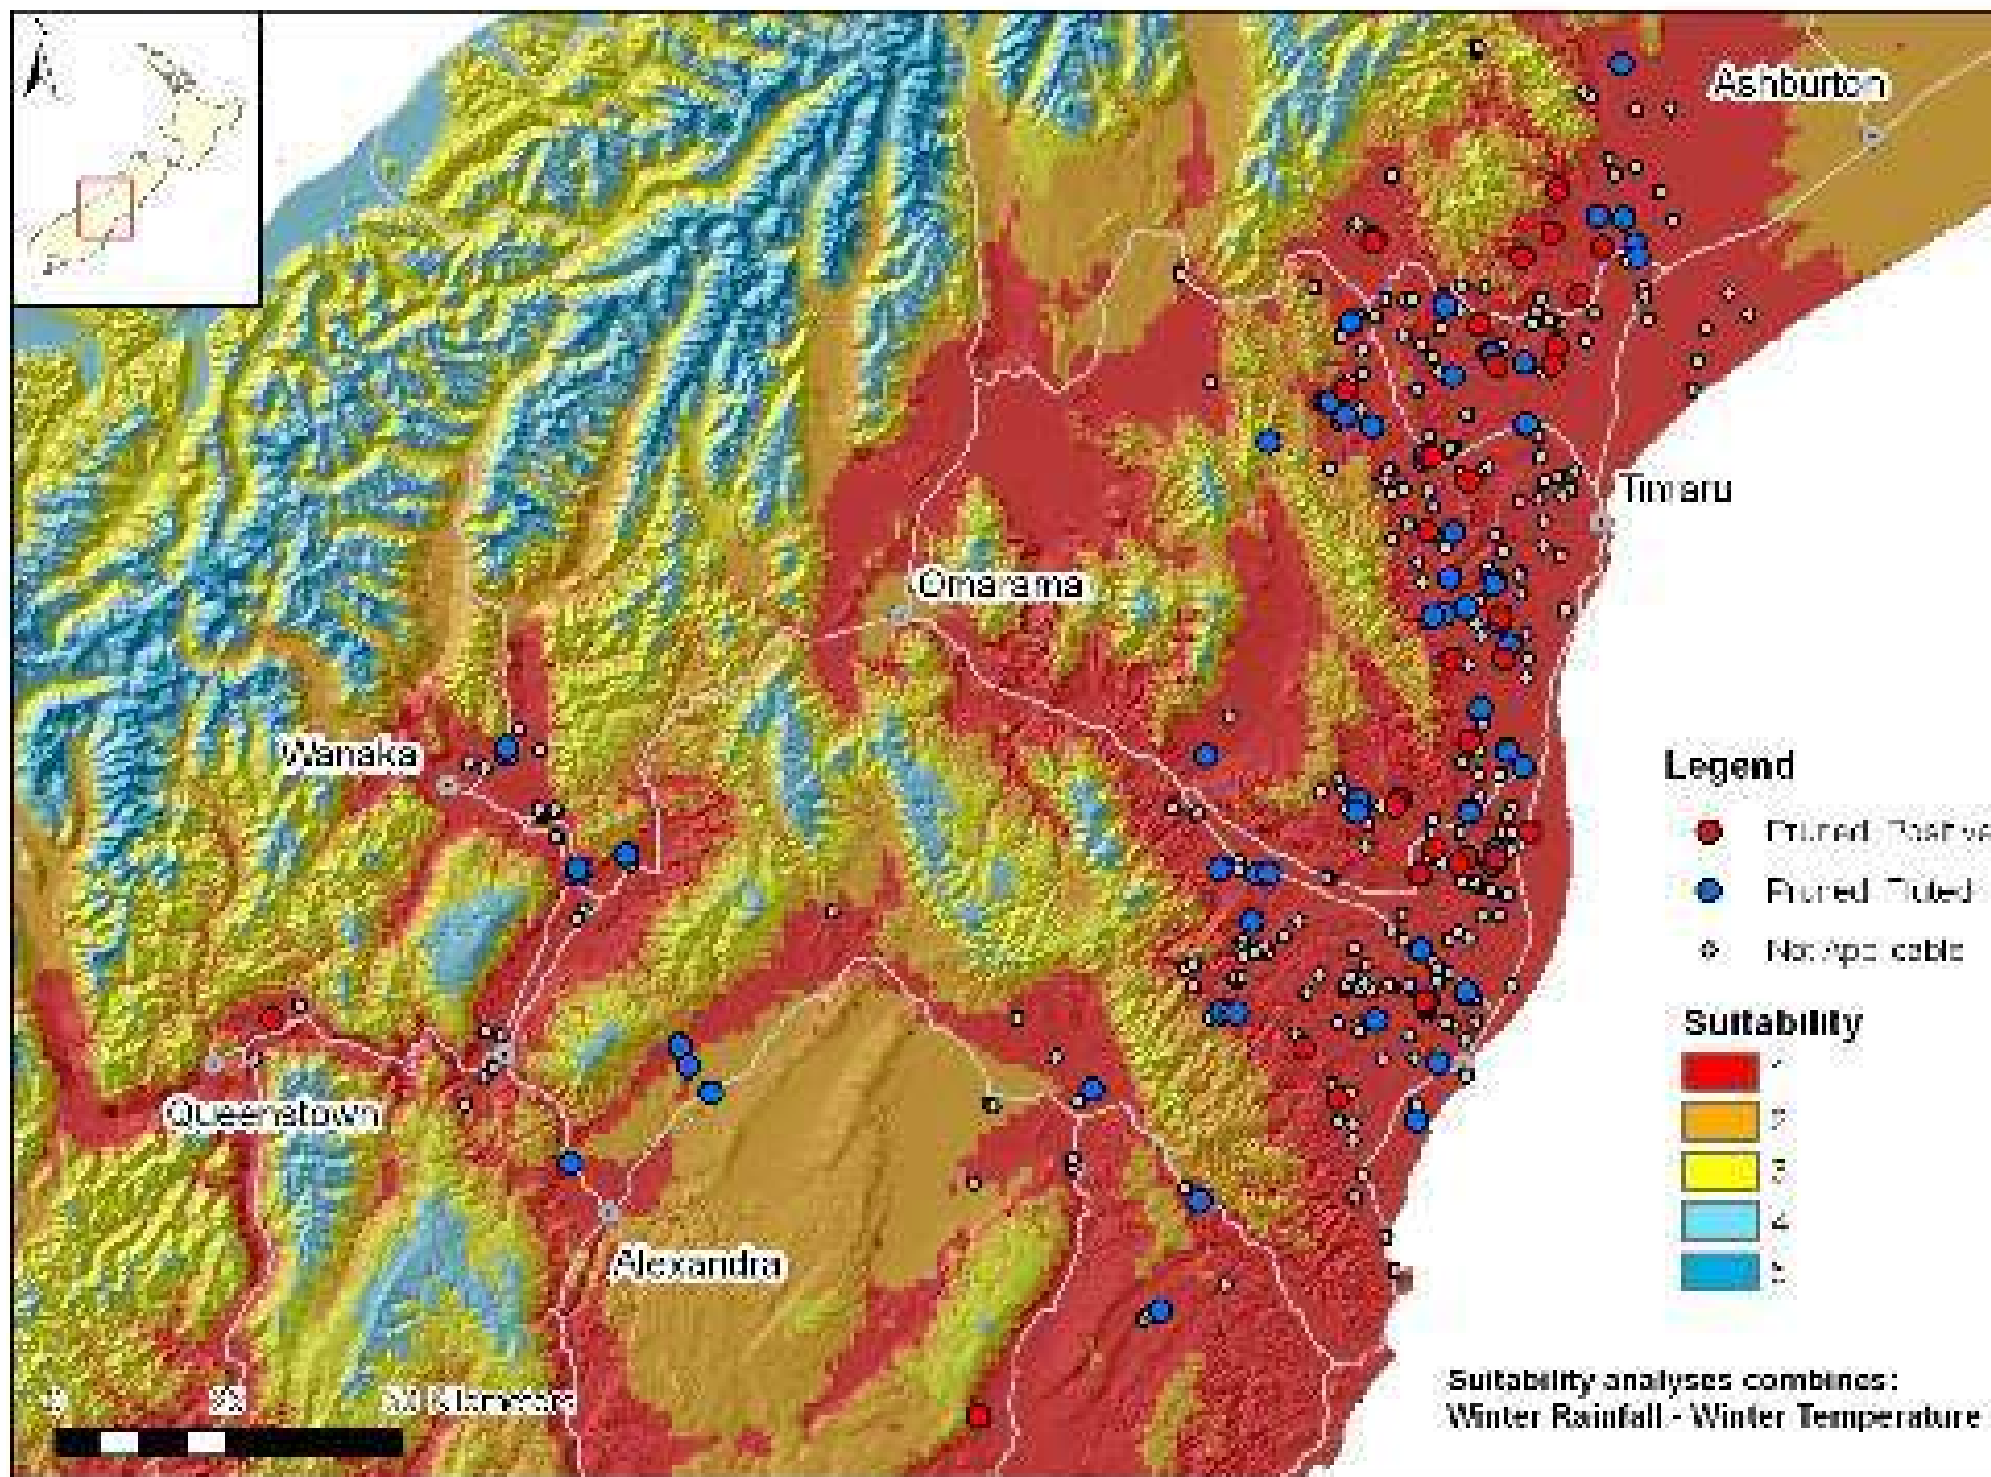 Ashburton
Timaru
Omarama
Wanaka
Queenstown
Alexandra
Legend
Not Applicable
Suitability
1
2
3
4
5
Kilometers
Suitability analyses combines:
Winter Rainfall - Winter Temperature